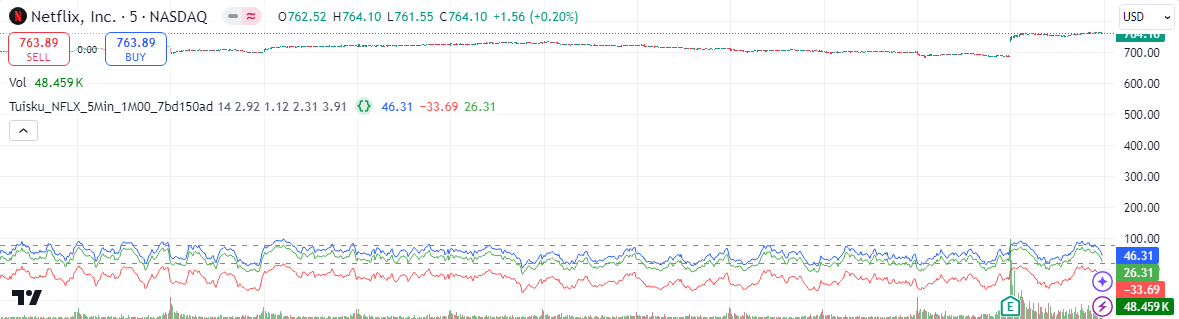 Netflix, Inc. · 5 · NASDAQ O762.52 H764.10 L761.55 C764.10 +1.56 (+0.20%) USD
763.89 SELL 0.00 763.89 BUY
764.10
700.00
Vol 48.459 K
600.00
Tuisku_NFLX_5Min_1M00_7bd150ad 14 2.92 1.12 2.31 3.91 {} 46.31 −33.69 26.31
500.00
400.00
300.00
200.00
100.00
46.31
26.31
−33.69
E
48.459 K